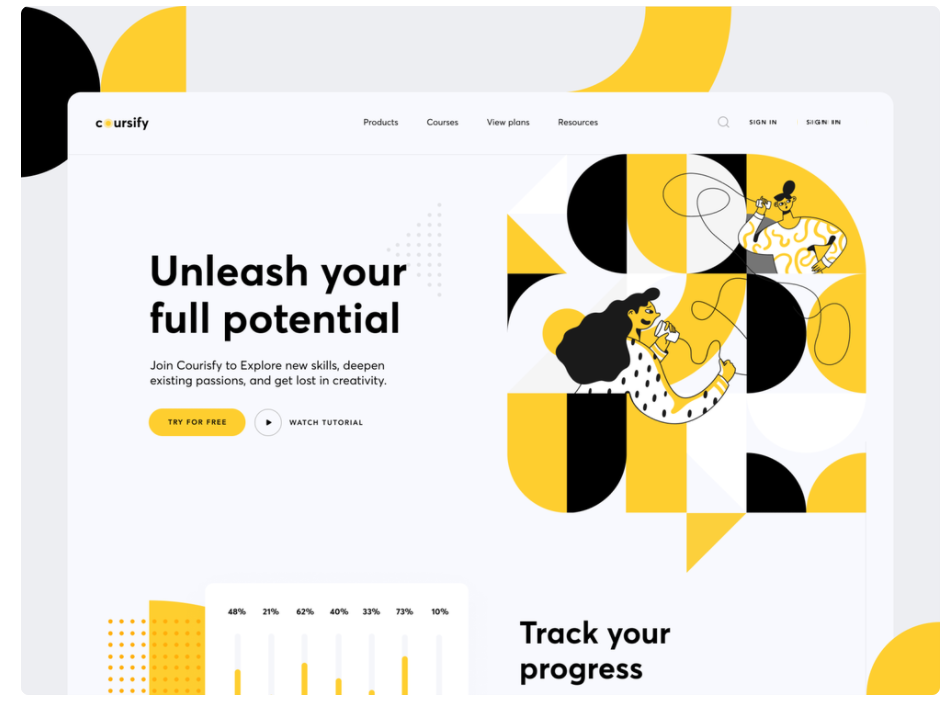 coursify
Products Courses View plans Resources
SIGN IN
Unleash your
full potential
Join Courisfy to Explore new skills, deepen
existing passions, and get lost in creativity.
TRY FOR FREE WATCH TUTORIAL
48% 21% 62% 40% 33% 73% 10%
Track your
progress